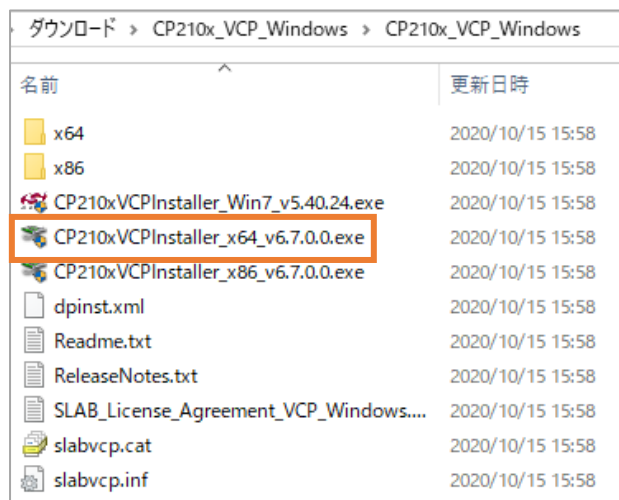 ダウンロード › CP210x_VCP_Windows › CP210x_VCP_Windows
名前 更新日時
x64 2020/10/15 15:58
x86 2020/10/15 15:58
CP210xVCPInstaller_Win7_v5.40.24.exe 2020/10/15 15:58
CP210xVCPInstaller_x64_v6.7.0.0.exe 2020/10/15 15:58
CP210xVCPInstaller_x86_v6.7.0.0.exe 2020/10/15 15:58
dpinst.xml 2020/10/15 15:58
Readme.txt 2020/10/15 15:58
ReleaseNotes.txt 2020/10/15 15:58
SLAB_License_Agreement_VCP_Windows.... 2020/10/15 15:58
slabvcp.cat 2020/10/15 15:58
slabvcp.inf 2020/10/15 15:58